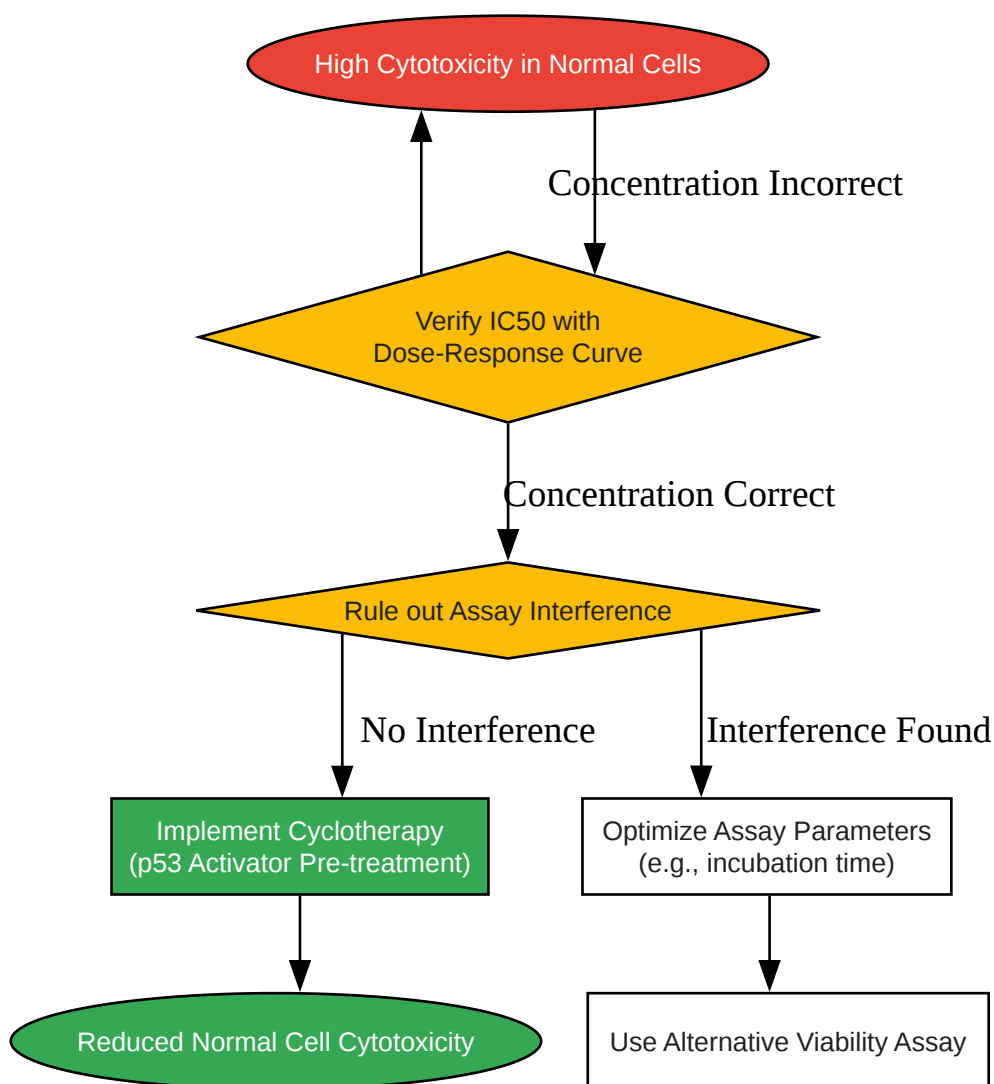 High Cytotoxicity in Normal Cells
Concentration Incorrect
Verify IC50 with
Dose-Response Curve
Concentration Correct
Rule out Assay Interference
No Interference
Interference Found
Implement Cyclotherapy
(p53 Activator Pre-treatment)
Optimize Assay Parameters
(e.g., incubation time)
Reduced Normal Cell Cytotoxicity
Use Alternative Viability Assay